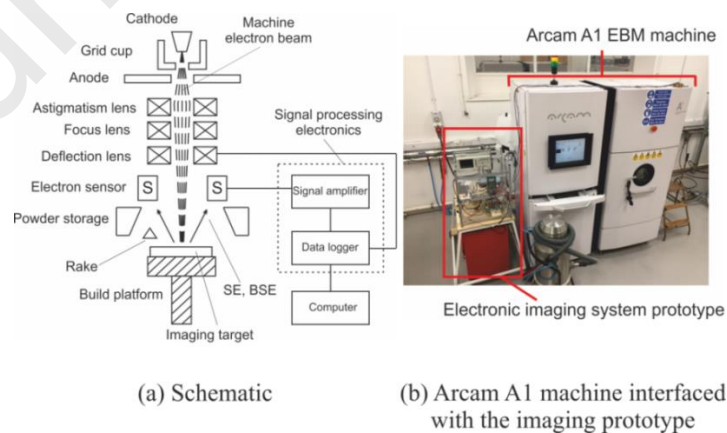 Cathode
Machine
electron beam
Grid cup
Anode
Astigmatism lens
Focus lens
Deflection lens
Electron sensor
S
S
Powder storage
Rake
Build platform
Imaging target
SE, BSE
Signal processing
electronics
Signal amplifier
Data logger
Computer
Arcam A1 EBM machine
arcam
Electronic imaging system prototype
(a) Schematic
(b) Arcam A1 machine interfaced
with the imaging prototype